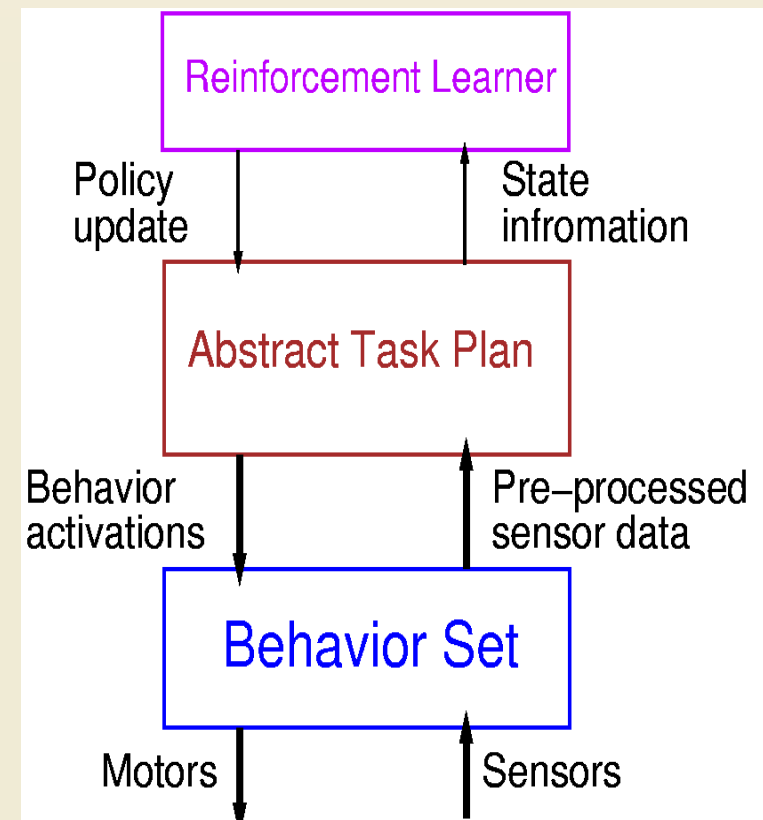 Reinforcement Learner
Policy
update
State
infromation
Abstract Task Plan
Behavior
activations
Pre–processed
sensor data
Behavior Set
Motors
Sensors